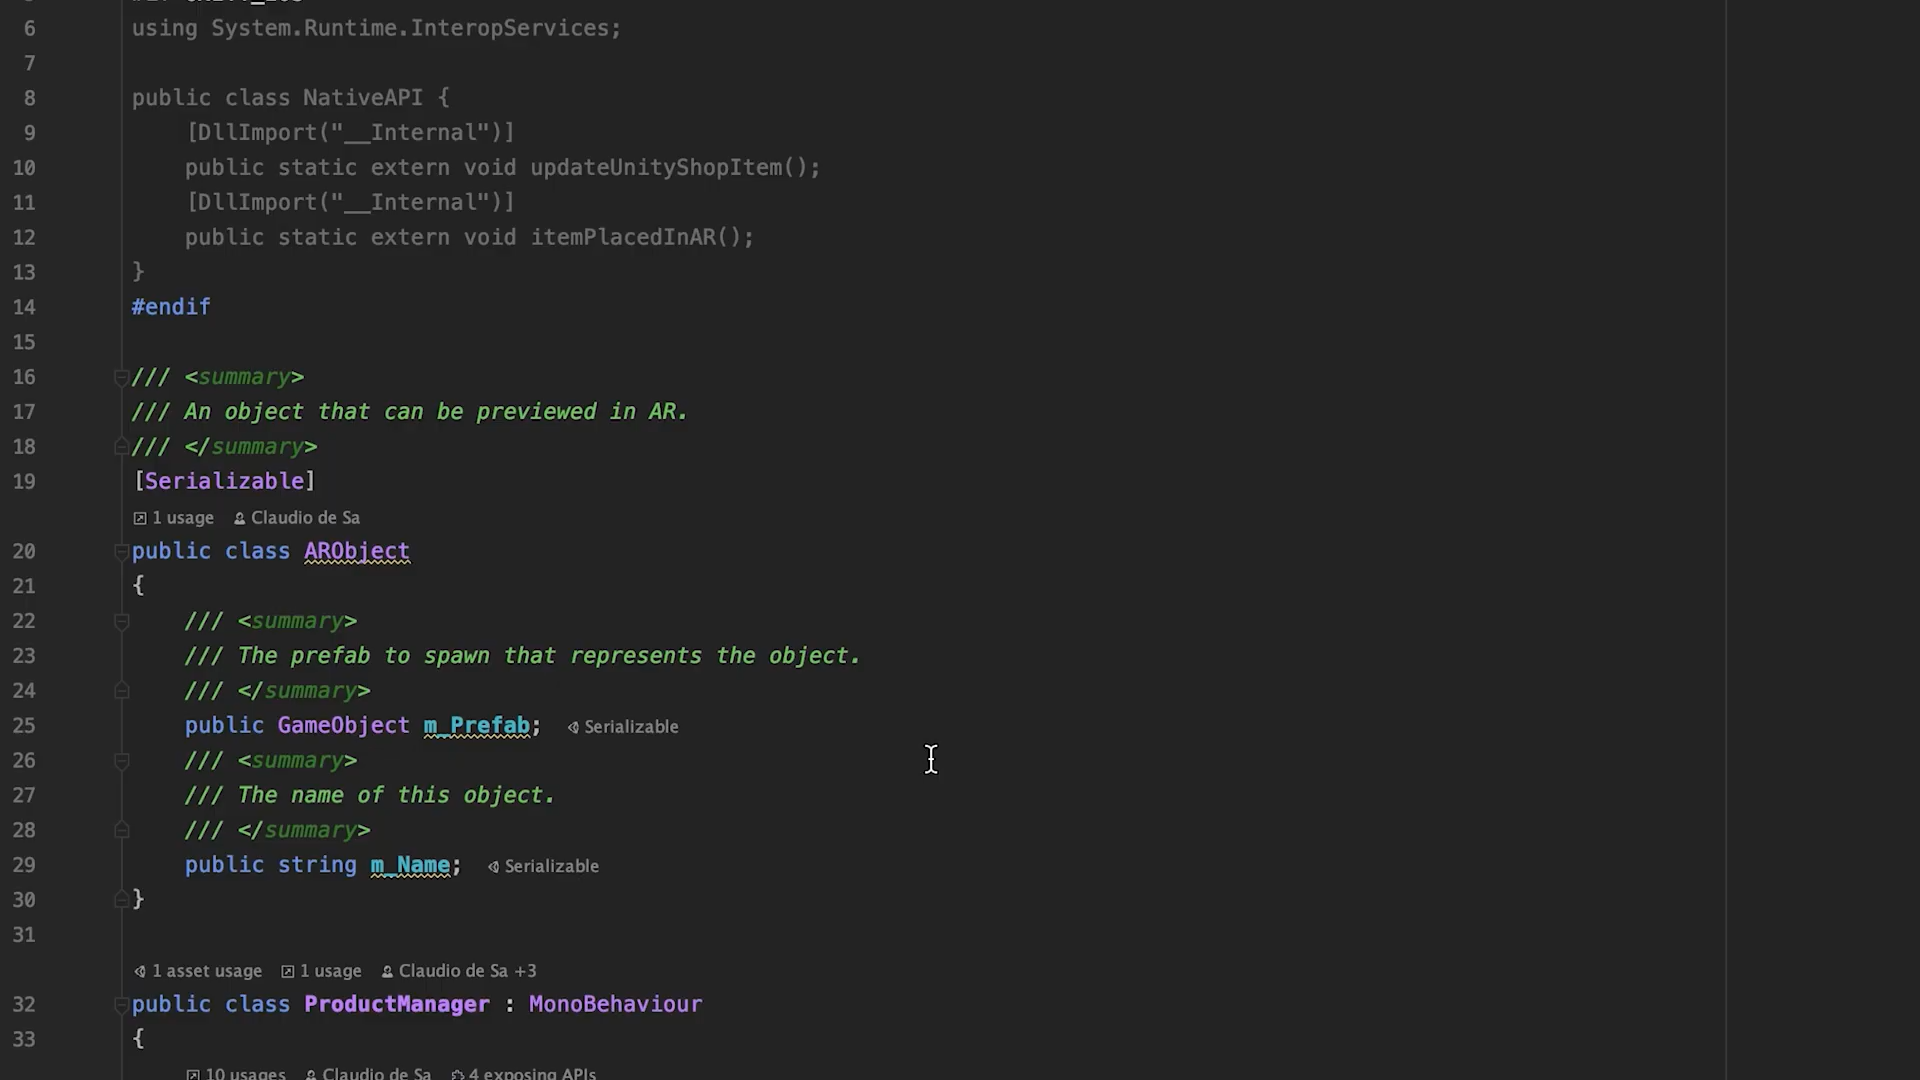 6 using System.Runtime.InteropServices;
7
8 public class NativeAPI {
9 [DllImport("__Internal")]
10 public static extern void updateUnityShopItem();
11 [DllImport("__Internal")]
12 public static extern void itemPlacedInAR();
13 }
14 #endif
15
16 /// <summary>
17 /// An object that can be previewed in AR.
18 /// </summary>
19 [Serializable]
1 usage Claudio de Sa
20 public class ARObject
21 {
22 /// <summary>
23 /// The prefab to spawn that represents the object.
24 /// </summary>
25 public GameObject m_Prefab; Serializable
26 /// <summary>
27 /// The name of this object.
28 /// </summary>
29 public string m_Name; Serializable
30 }
31
1 asset usage 1 usage Claudio de Sa +3
32 public class ProductManager : MonoBehaviour
33 {
10 usages Claudio de Sa 4 exposing APIs